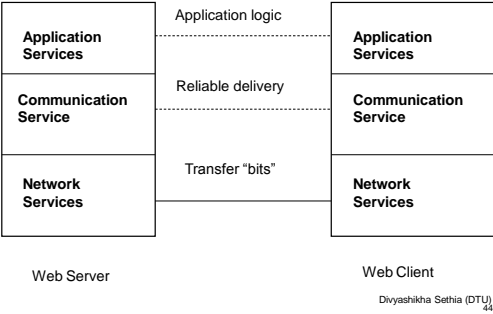 Application logic
Application
Services
Application
Services
Reliable delivery
Communication
Service
Communication
Service
Transfer “bits”
Network
Services
Network
Services
Web Server
Web Client
Divyashikha Sethia (DTU)
44